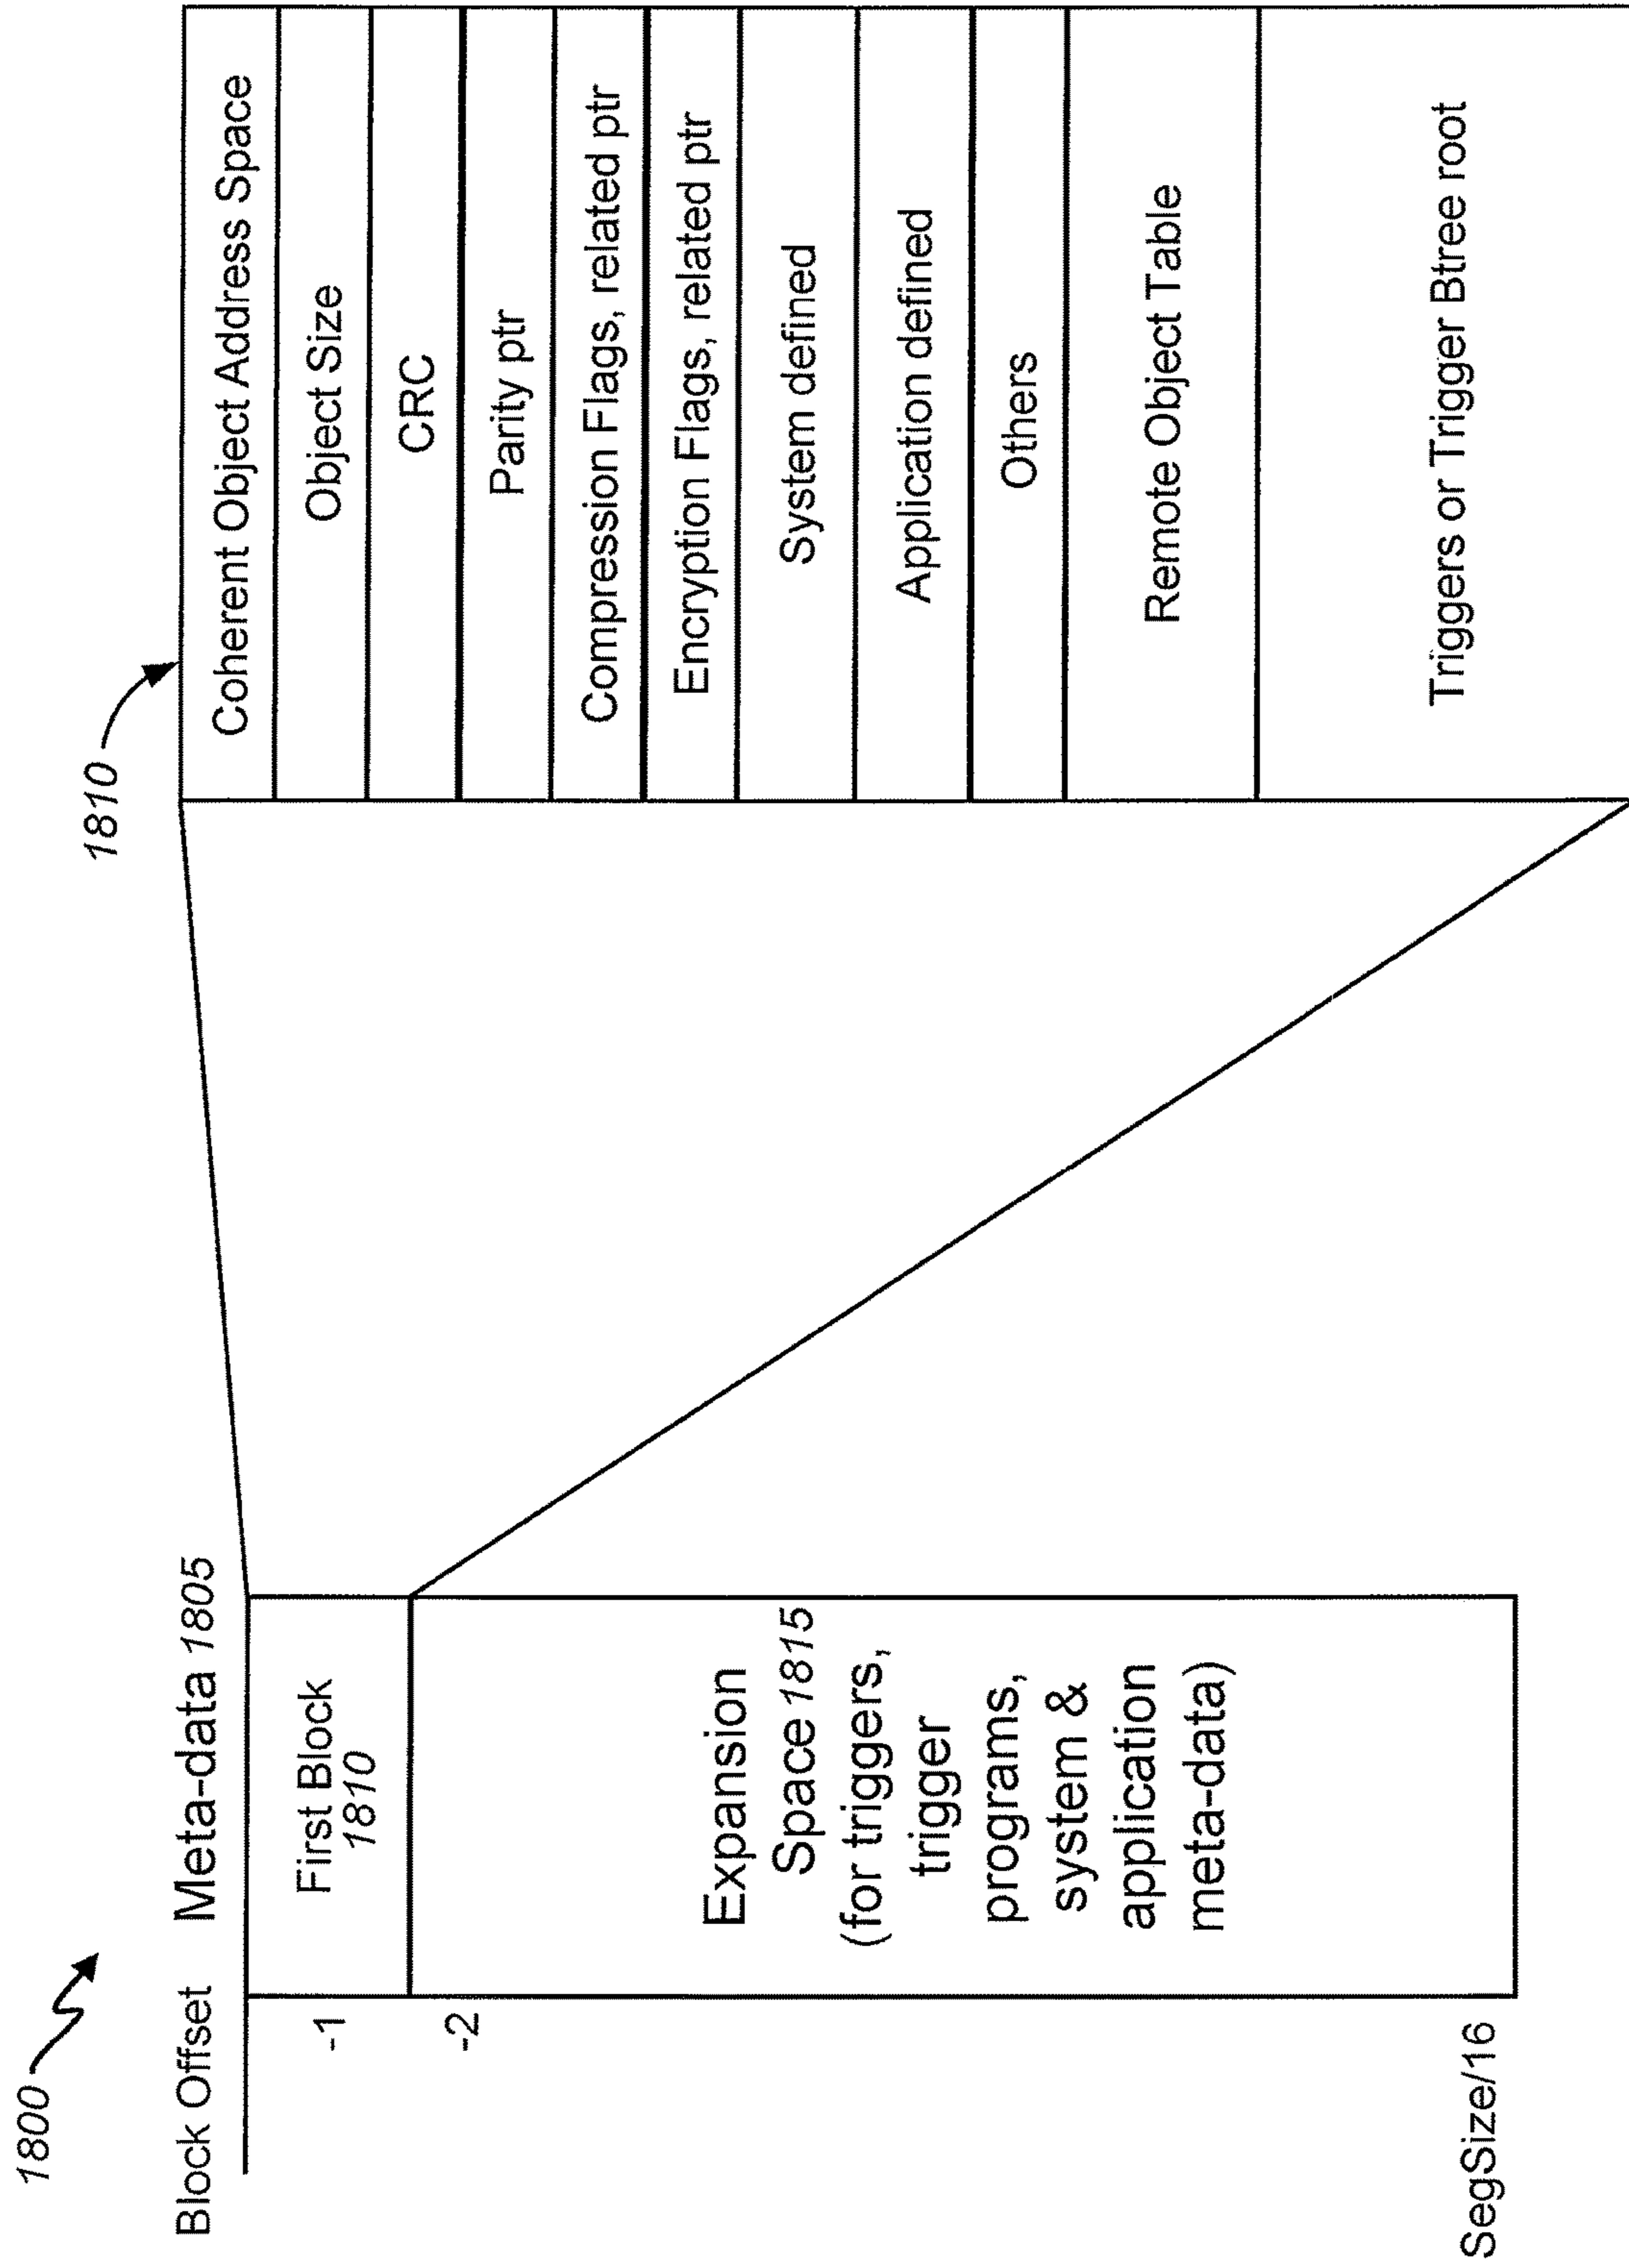 1800
Block Offset
Meta-data 1805
-1
First Block
1810
-2
Expansion
Space 1815
(for triggers,
trigger
programs,
system &
application
meta-data)
SegSize/16
1810
Coherent Object Address Space
Object Size
CRC
Parity ptr
Compression Flags, related ptr
Encryption Flags, related ptr
System defined
Application defined
Others
Remote Object Table
Triggers or Trigger Btree root